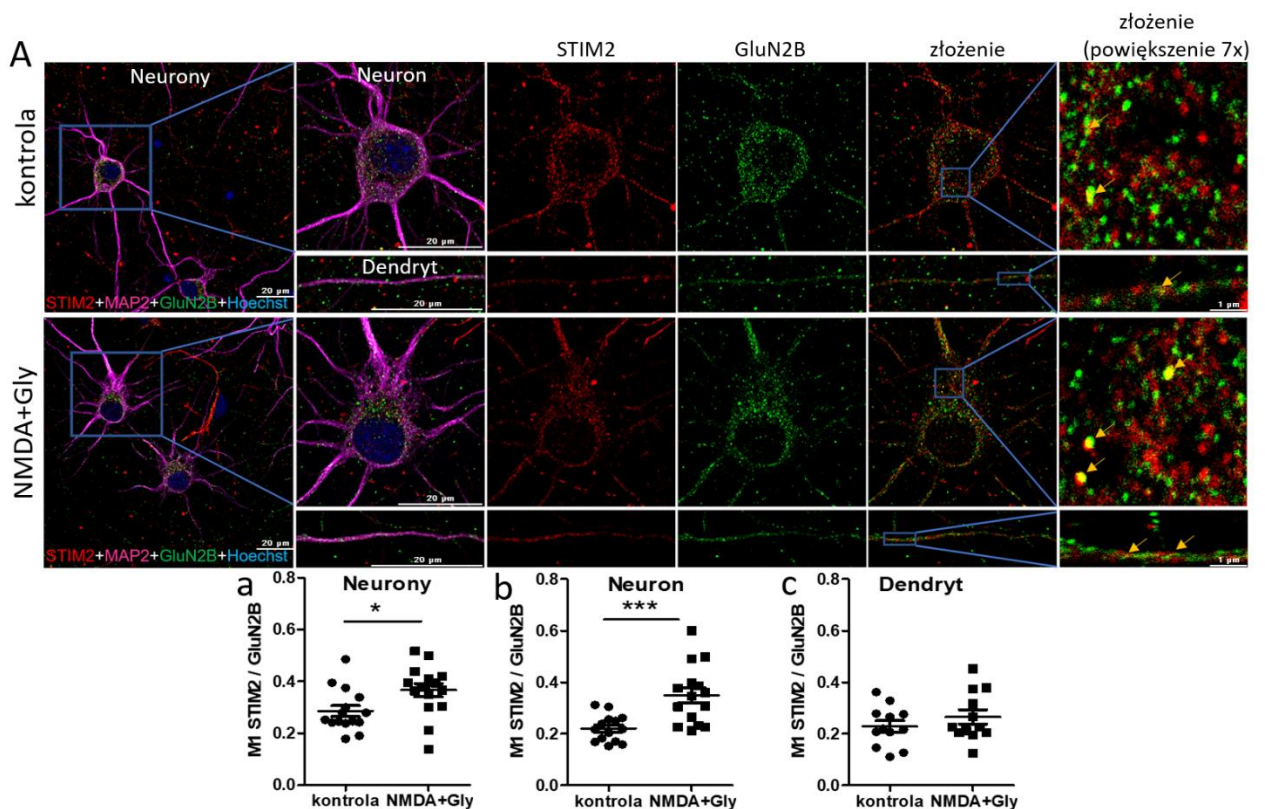 A
STIM2
GluN2B
złożenie
złożenie
(powiększenie 7x)
kontrola
Neurony
Neuron
20 µm
Dendryt
STIM2+MAP2+GluN2B+Hoechst
20 µm
20 µm
1 µm
NMDA+Gly
20 µm
STIM2+MAP2+GluN2B+Hoechst
20 µm
20 µm
1 µm
a
Neurony
M1 STIM2 / GluN2B
0.8
0.6
0.4
0.2
0.0
*
kontrola NMDA+Gly
b
Neuron
M1 STIM2 / GluN2B
0.8
0.6
0.4
0.2
0.0
***
kontrola NMDA+Gly
c
Dendryt
M1 STIM2 / GluN2B
0.8
0.6
0.4
0.2
0.0
kontrola NMDA+Gly